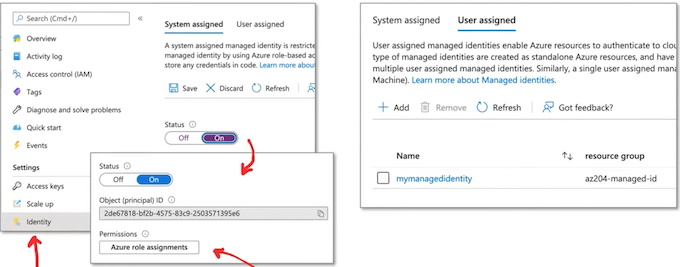 Search (Cmd+/)
Overview
Activity log
Access control (IAM)
Tags
Diagnose and solve problems
Quick start
Events
Settings
Access keys
Scale up
Identity
System assigned User assigned
A system assigned managed identity is restricte
managed identity by using Azure role-based ac
store any credentials in code. Learn more abou
Save Discard Refresh
Status
Off On
Status
Off On
Object (principal) ID
2de67818-bf2b-4575-83c9-2503571395e6
Permissions
Azure role assignments
System assigned User assigned
User assigned managed identities enable Azure resources to authenticate to clou
type of managed identities are created as standalone Azure resources, and have
multiple user assigned managed identities. Similarly, a single user assigned mana
Machine). Learn more about Managed identities.
Add Remove Refresh Got feedback?
Name resource group
mymanagedidentity az204-managed-id